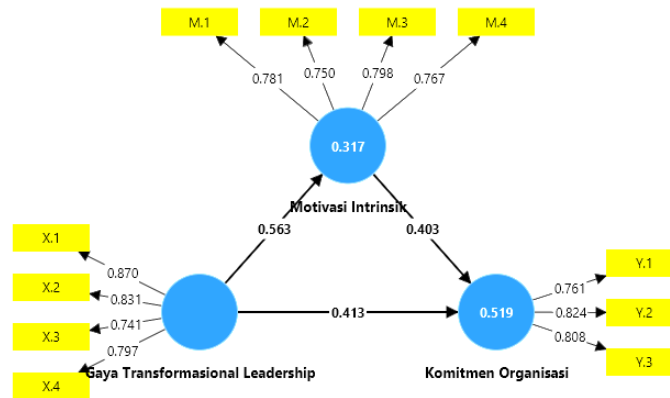 M.1
M.2
M.3
M.4
0.781
0.750
0.798
0.767
0.317
Motivasi Intrinsik
0.563
0.403
X.1
X.2
X.3
X.4
0.870
0.831
0.741
0.797
Gaya Transformasional Leadership
0.413
0.519
Komitmen Organisasi
0.761
0.824
0.808
Y.1
Y.2
Y.3